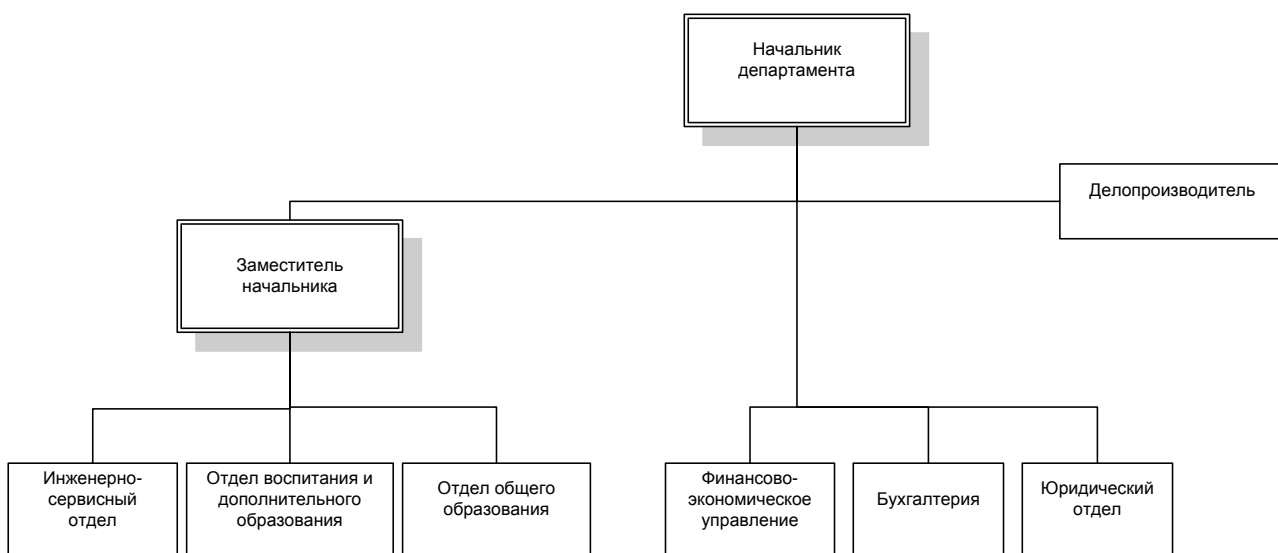 Начальник
департамента
Делопроизводитель
Заместитель
начальника
Инженерно-
сервисный
отдел
Отдел воспитания и
дополнительного
образования
Отдел общего
образования
Финансово-
экономическое
управление
Бухгалтерия
Юридический
отдел